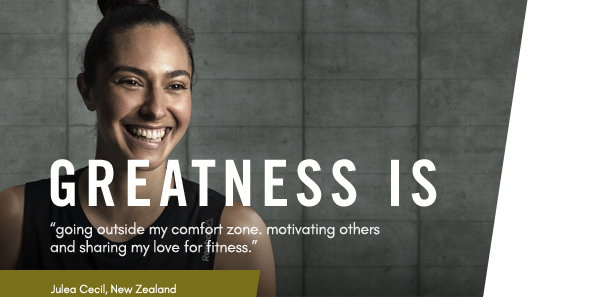 GREATNESS IS
“going outside my comfort zone. motivating others
and sharing my love for fitness.”
Julea Cecil, New Zealand